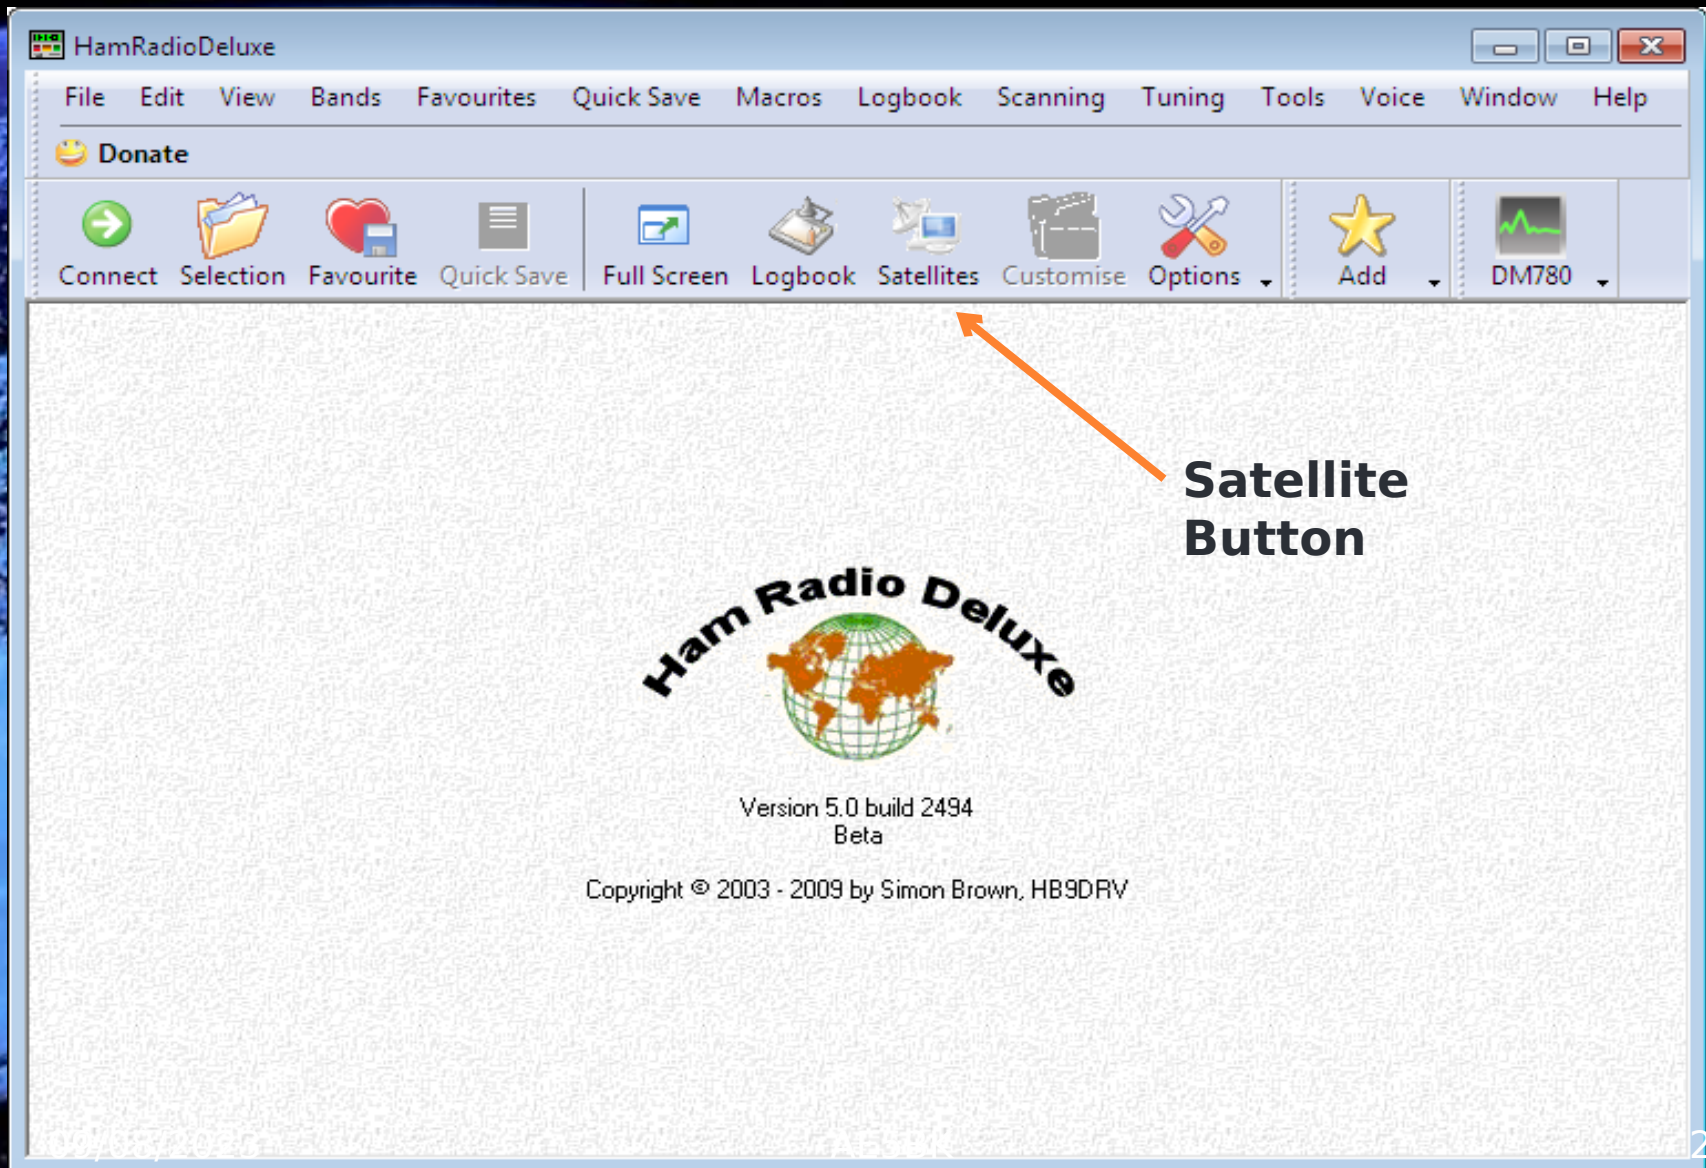 HamRadioDeluxe
File Edit View Bands Favourites Quick Save Macros Logbook Scanning Tuning Tools Voice Window Help
Donate
Connect Selection Favourite Quick Save Full Screen Logbook Satellites Customise Options Add DM780
Satellite
Button
Ham Radio Deluxe
Version 5.0 build 2494
Beta
Copyright © 2003 - 2009 by Simon Brown, HB9DRV
2